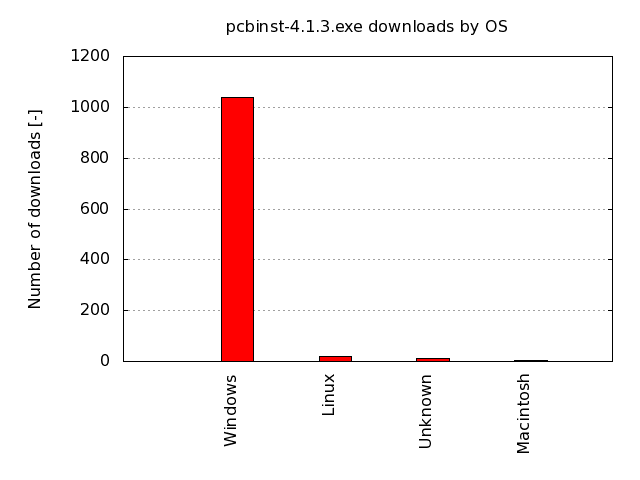 pcbinst-4.1.3.exe downloads by OS
1200
1000
800
600
400
200
0
Number of downloads [-]
Windows
Linux
Unknown
Macintosh